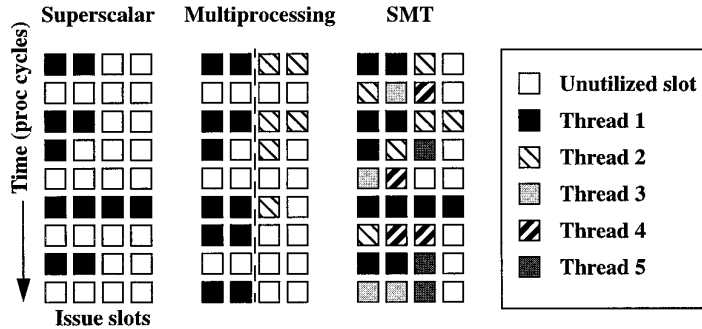 Superscalar
Multiprocessing
SMT
Time (proc cycles)
Issue slots
Unutilized slot
Thread 1
Thread 2
Thread 3
Thread 4
Thread 5